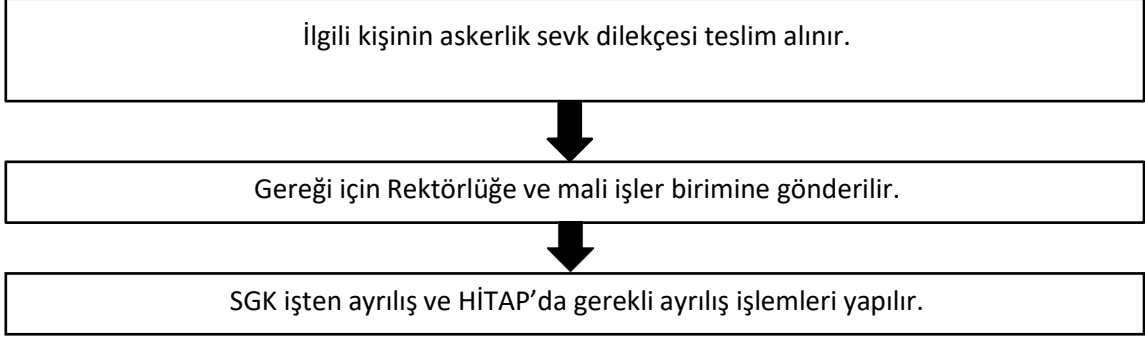 İlgili kişinin askerlik sevk dilekçesi teslim alınır.
Gereği için Rektörlüğe ve mali işler birimine gönderilir.
SGK işten ayrılış ve HİTAP’da gerekli ayrılış işlemleri yapılır.